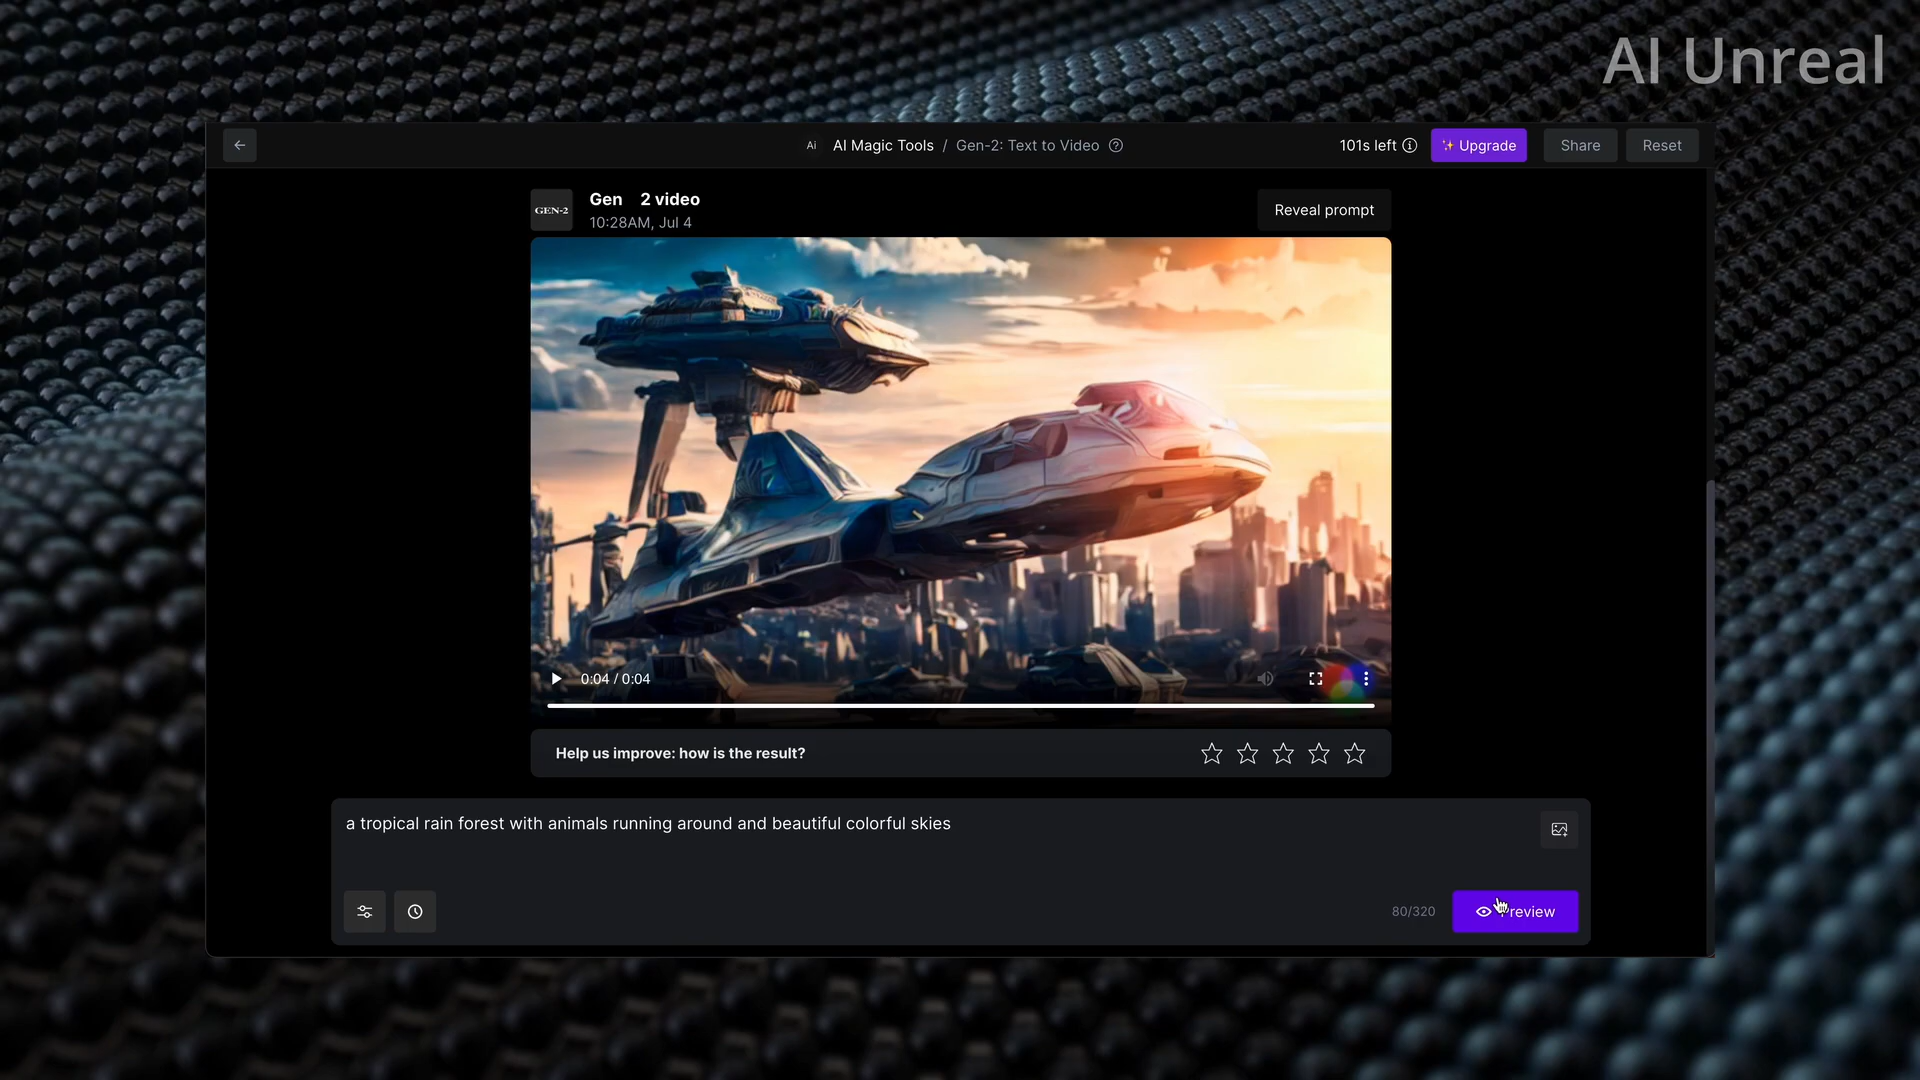 AI Unreal
Ai AI Magic Tools / Gen-2: Text to Video
101s left
Upgrade
Share
Reset
GEN-2
Gen 2 video
10:28AM, Jul 4
Reveal prompt
0:04 / 0:04
Help us improve: how is the result?
a tropical rain forest with animals running around and beautiful colorful skies
80/320
review